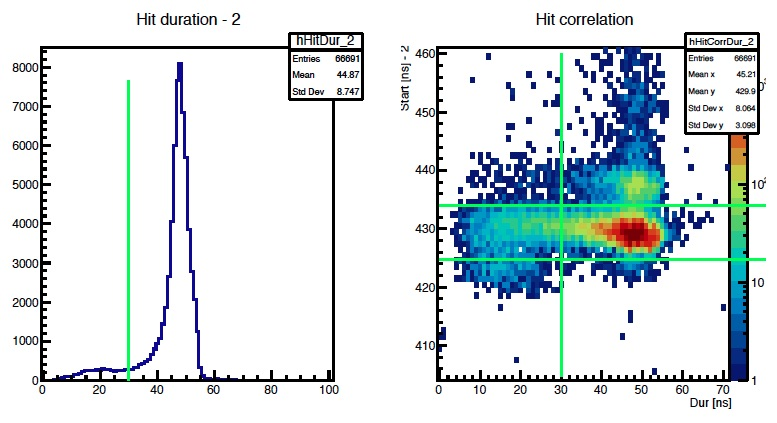 Hit duration - 2
hHitDur_2
Entries 66691
Mean 44.87
Std Dev 8.747
8000
7000
6000
5000
4000
3000
2000
1000
0
0 20 40 60 80 100
Hit correlation
Start [ns] - 2
hHitCorrDur_2
Entries 66691
Mean x 45.21
Mean y 429.9
Std Dev x 8.064
Std Dev y 3.098
460
450
440
430
420
410
10²
10
1
0 10 20 30 40 50 60 70
Dur [ns]